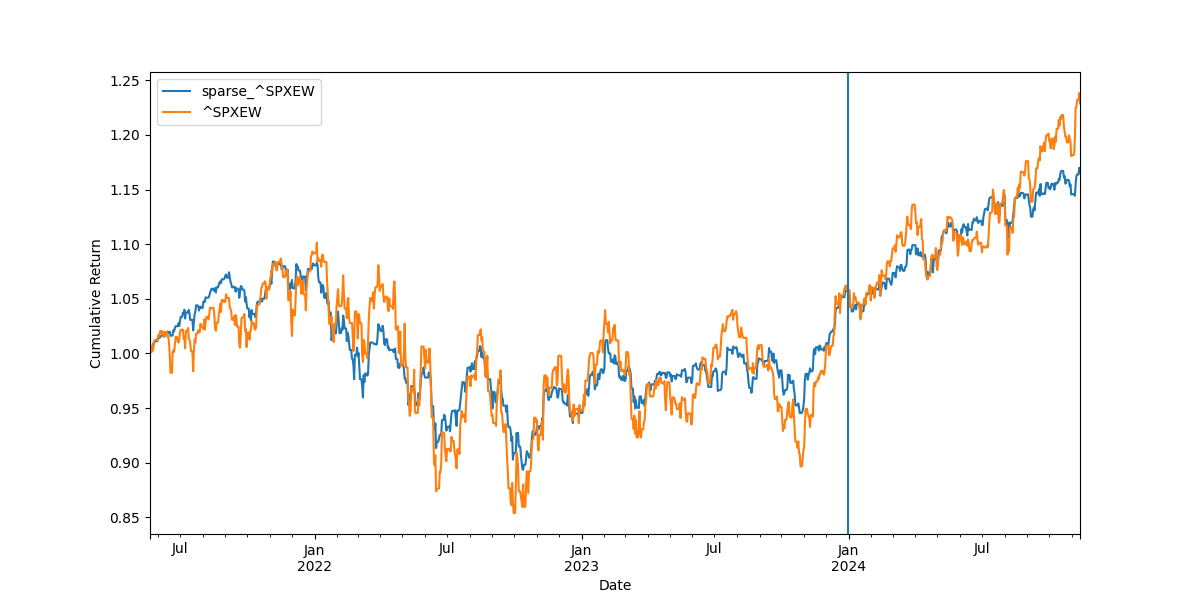 sparse_^SPXEW
^SPXEW
Cumulative Return
1.25
1.20
1.15
1.10
1.05
1.00
0.95
0.90
0.85
Jul
Jan
2022
Jul
Jan
2023
Jul
Jan
2024
Jul
Date